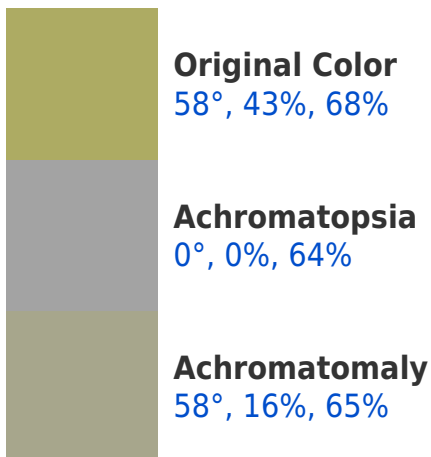 Original Color
58°, 43%, 68%
Achromatopsia
0°, 0%, 64%
Achromatomaly
58°, 16%, 65%